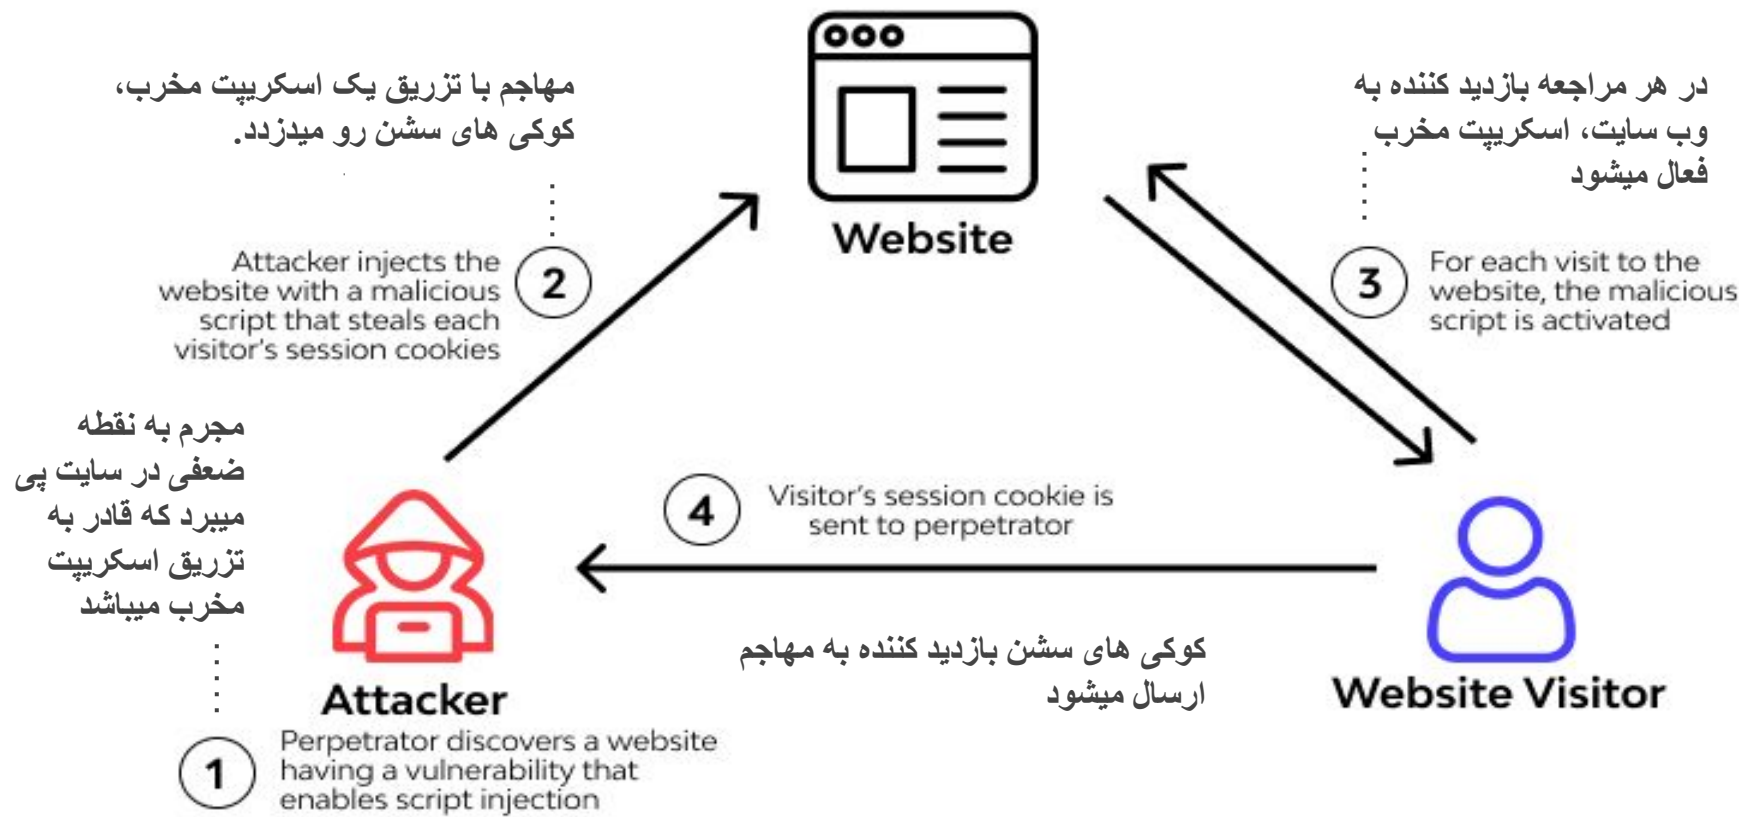 مهاجم با تزریق یک اسکریپت مخرب،
کوکی های سشن رو میدزدد.
در هر مراجعه بازدید کننده به
وب سایت، اسکریپت مخرب
فعال میشود
Website
Attacker injects the
website with a malicious
script that steals each
visitor's session cookies
2
3
For each visit to the
website, the malicious
script is activated
مجرم به نقطه
ضعفی در سایت پی
میبرد که قادر به
تزریق اسکریپت
مخرب میباشد
4
Visitor's session cookie is
sent to perpetrator
کوکی های سشن بازدید کننده به مهاجم
ارسال میشود
Attacker
Website Visitor
1
Perpetrator discovers a website
having a vulnerability that
enables script injection